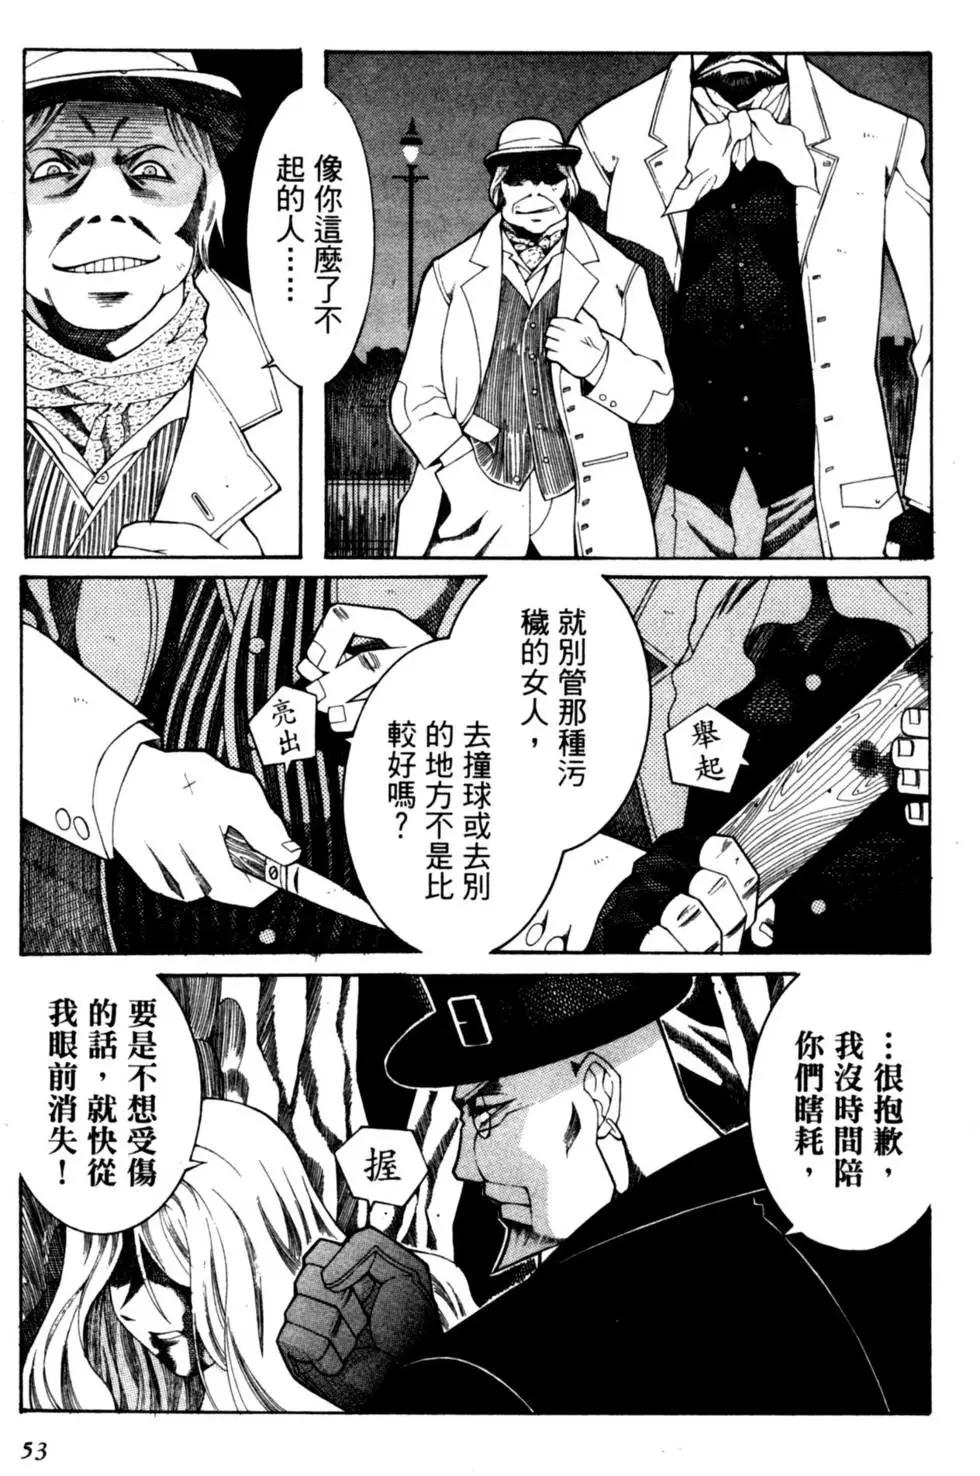 像你這麼了不
起的人……
舉起
就別管那種污
穢的女人，
去撞球或去別
的地方不是比
較好嗎？
亮出
…很抱歉，
我沒時間陪
你們瞎耗，
握
要是不想受傷
的話，就快從
我眼前消失！
53